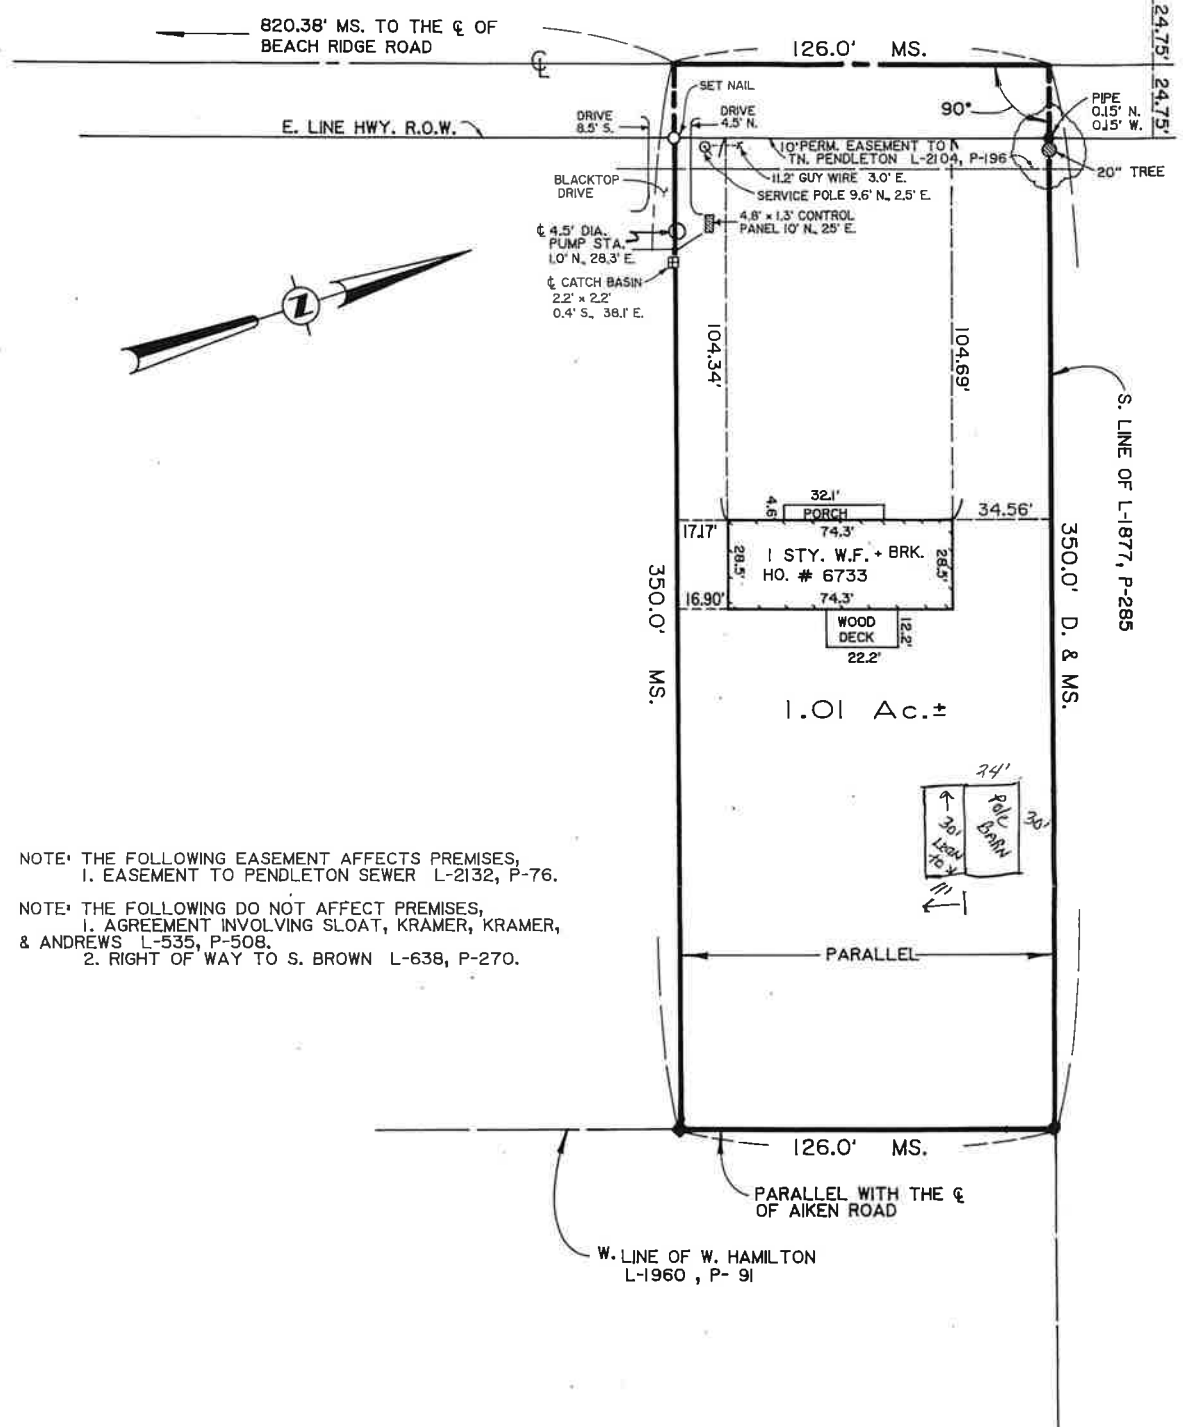 820.38' MS. TO THE ℄ OF
BEACH RIDGE ROAD
126.0' MS.
24.75' 24.75'
℄
SET NAIL
90°
PIPE
0.15' N.
0.15' W.
DRIVE
8.5' S.
DRIVE
4.5' N.
E. LINE HWY. R.O.W.
10' PERM. EASEMENT TO
TN. PENDLETON L-2104, P-196
20" TREE
11.2' GUY WIRE 3.0' E.
SERVICE POLE 9.6' N., 2.5' E.
BLACKTOP
DRIVE
4.8' x 1.3' CONTROL
PANEL 10' N., 25' E.
℄ 4.5' DIA.
PUMP STA.
1.0' N., 28.3' E.
℄ CATCH BASIN
2.2' x 2.2'
0.4' S., 38.1' E.
Z
104.34'
104.69'
S. LINE OF L-1877, P-285
32.1'
4.6'
PORCH
34.56'
17.17'
74.3'
28.5'
1 STY. W.F. + BRK.
HO. # 6733
28.5'
16.90'
74.3'
WOOD
DECK
12.2'
22.2'
350.0' MS.
350.0' D. & MS.
1.01 Ac.±
24'
Pole
BARN
30'
30'
LEAN
TO
11'
NOTE: THE FOLLOWING EASEMENT AFFECTS PREMISES,
1. EASEMENT TO PENDLETON SEWER L-2132, P-76.
NOTE: THE FOLLOWING DO NOT AFFECT PREMISES,
1. AGREEMENT INVOLVING SLOAT, KRAMER, KRAMER,
& ANDREWS L-535, P-508.
2. RIGHT OF WAY TO S. BROWN L-638, P-270.
PARALLEL
126.0' MS.
PARALLEL WITH THE ℄
OF AIKEN ROAD
W. LINE OF W. HAMILTON
L-1960 , P- 91